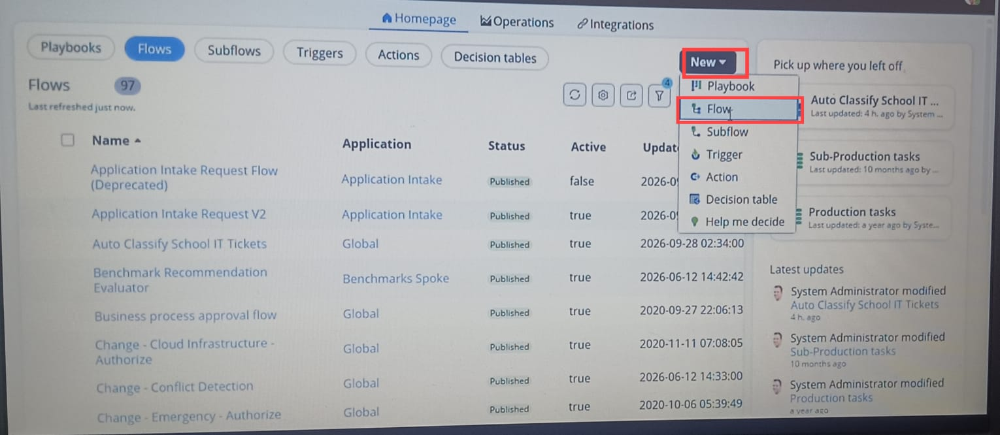 Homepage Operations Integrations
Playbooks Flows Subflows Triggers Actions Decision tables
New
Flows 97
Last refreshed just now.
4
Playbook
Flow
Subflow
Trigger
Action
Decision table
Help me decide
Name Application Status Active Updat
Application Intake Request Flow
(Deprecated)
Application Intake Published false 2026-0
Application Intake Request V2 Application Intake Published true 2026-0
Auto Classify School IT Tickets Global Published true 2026-09-28 02:34:00
Benchmark Recommendation
Evaluator
Benchmarks Spoke Published true 2026-06-12 14:42:42
Business process approval flow Global Published true 2020-09-27 22:06:13
Change - Cloud Infrastructure -
Authorize
Global Published true 2020-11-11 07:08:05
Change - Conflict Detection Global Published true 2026-06-12 14:33:00
Change - Emergency - Authorize Global Published true 2020-10-06 05:39:49
Pick up where you left off
Auto Classify School IT ...
Last updated: 4 h. ago by System ...
Sub-Production tasks
Last updated: 10 months ago by ...
Production tasks
Last updated: a year ago by Syste...
Latest updates
System Administrator modified
Auto Classify School IT Tickets
4 h. ago
System Administrator modified
Sub-Production tasks
10 months ago
System Administrator modified
Production tasks
a year ago